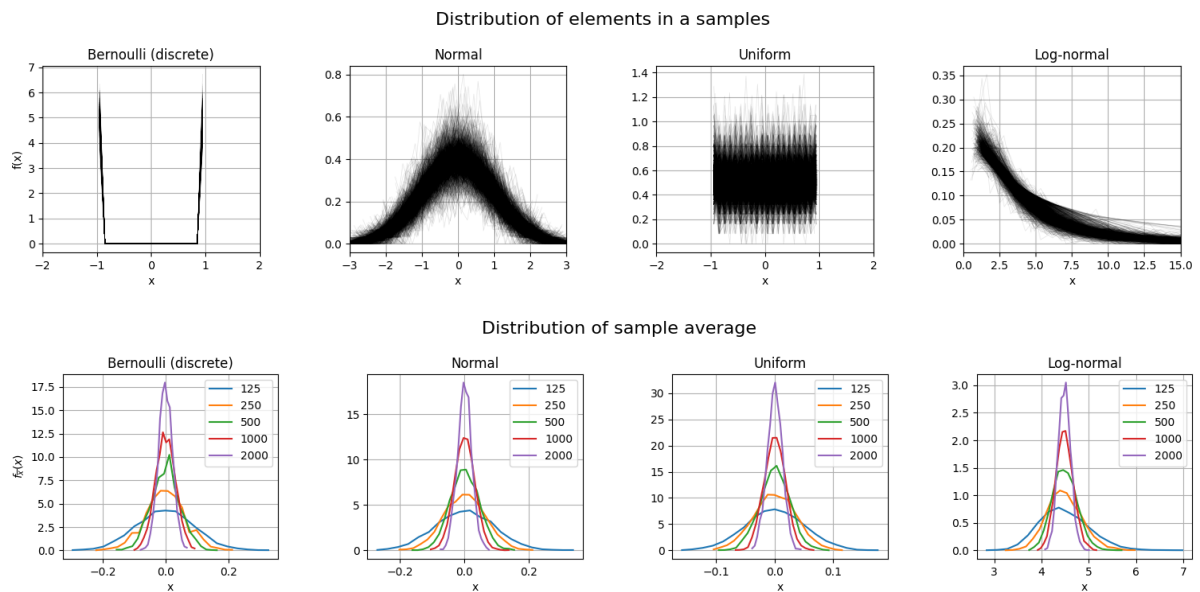 Distribution of elements in a samples
Bernoulli (discrete)
7
6
5
4
3
2
1
0
f(x)
−2 −1 0 1 2
x
Normal
0.8
0.6
0.4
0.2
0.0
−3 −2 −1 0 1 2 3
x
Uniform
1.4
1.2
1.0
0.8
0.6
0.4
0.2
0.0
−2 −1 0 1 2
x
Log-normal
0.35
0.30
0.25
0.20
0.15
0.10
0.05
0.00
0.0 2.5 5.0 7.5 10.0 12.5 15.0
x
Distribution of sample average
Bernoulli (discrete)
17.5
15.0
12.5
10.0
7.5
5.0
2.5
0.0
125
250
500
1000
2000
−0.2 0.0 0.2
x
Normal
15
10
5
0
125
250
500
1000
2000
−0.2 0.0 0.2
x
Uniform
30
25
20
15
10
5
0
125
250
500
1000
2000
−0.1 0.0 0.1
x
Log-normal
3.0
2.5
2.0
1.5
1.0
0.5
0.0
125
250
500
1000
2000
3 4 5 6 7
x